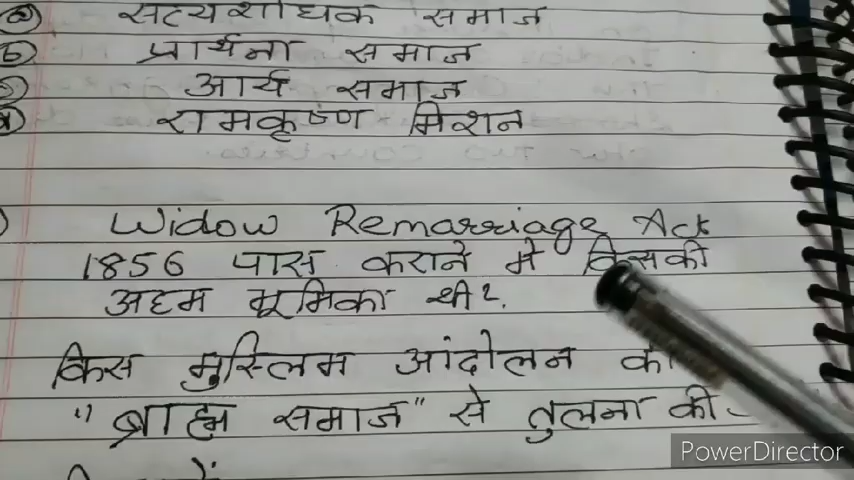 (a) सत्यशोधक समाज
(b) प्रार्थना समाज
(c) आर्य समाज
(d) रामकृष्ण मिशन
Widow Remarriage Act
1856 पास कराने मे किसकी
अहम भूमिका थी?
किस मुस्लिम आंदोलन की
"ब्राह्म समाज" से तुलना की
PowerDirector